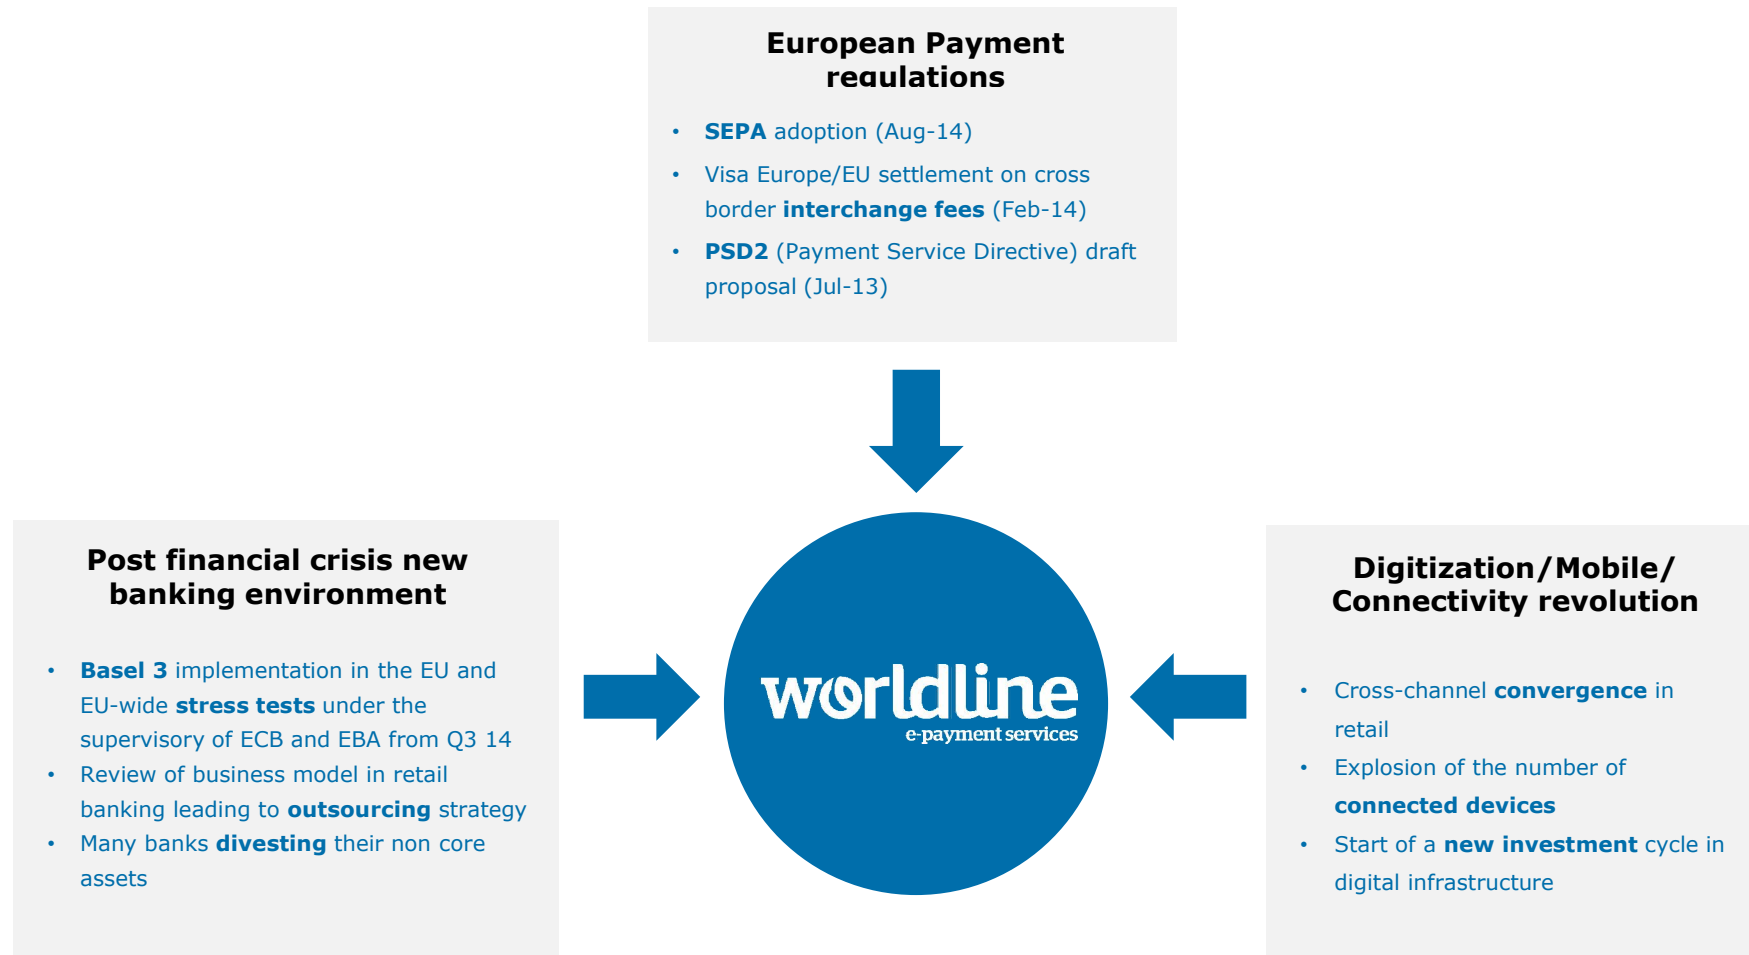 European Payment
regulations
• SEPA adoption (Aug-14)
• Visa Europe/EU settlement on cross
border interchange fees (Feb-14)
• PSD2 (Payment Service Directive) draft
proposal (Jul-13)
Post financial crisis new
banking environment
• Basel 3 implementation in the EU and
EU-wide stress tests under the
supervisory of ECB and EBA from Q3 14
• Review of business model in retail
banking leading to outsourcing strategy
• Many banks divesting their non core
assets
worldline
e-payment services
Digitization/Mobile/
Connectivity revolution
• Cross-channel convergence in
retail
• Explosion of the number of
connected devices
• Start of a new investment cycle in
digital infrastructure